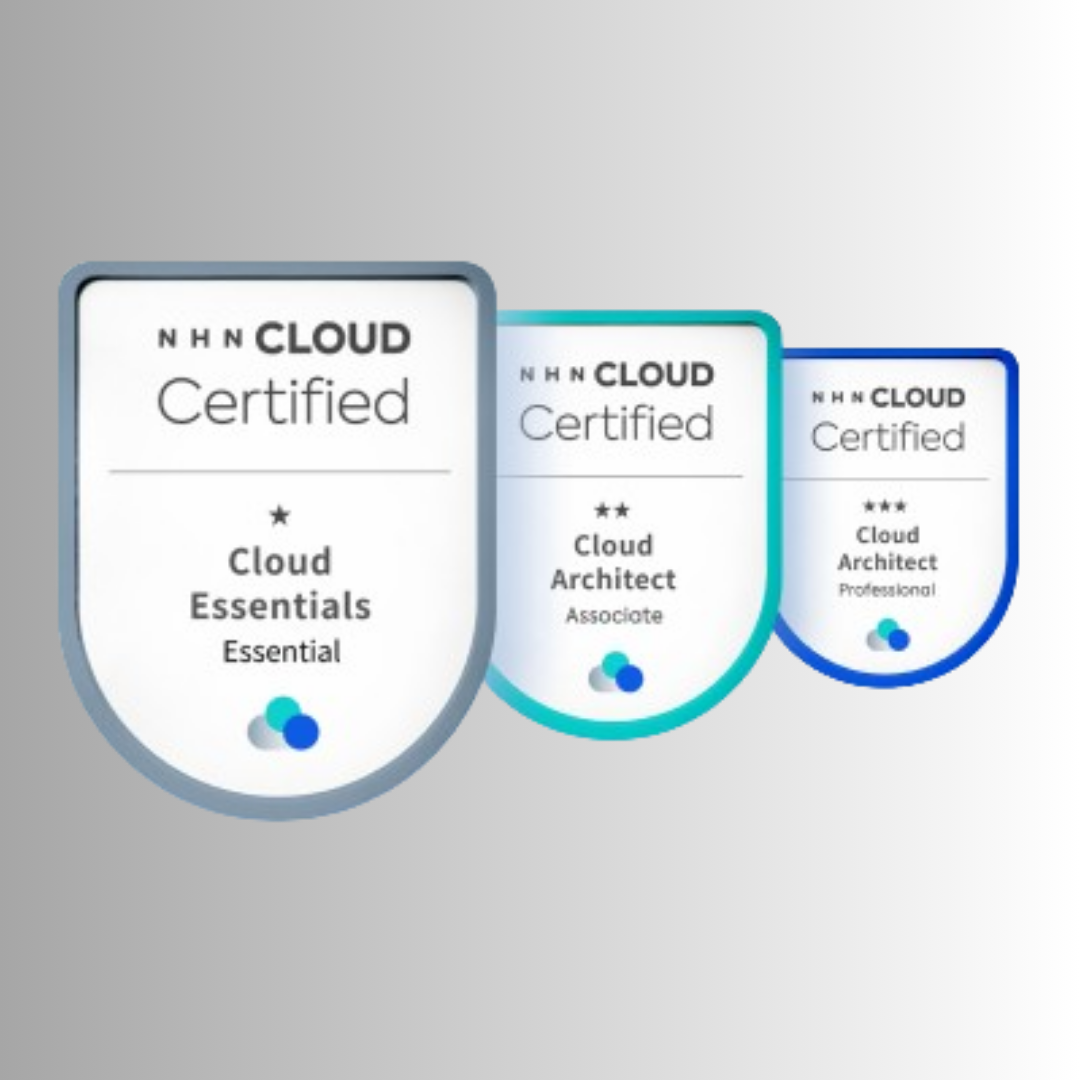 NHN CLOUD
Certified
★
Cloud
Essentials
Essential
NHN CLOUD
Certified
★★
Cloud
Architect
Associate
NHN CLOUD
Certified
★★★
Cloud
Architect
Professional